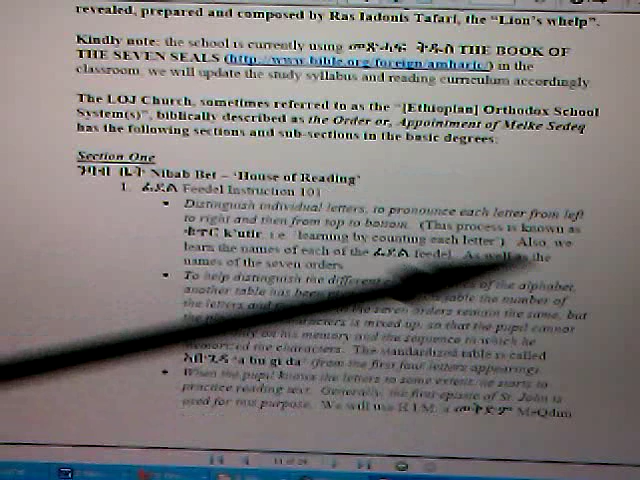 revealed, prepared and composed by Ras Iadonis Tafari, the "Lion's whelp".
Kindly note: the school is currently using መጽሐፍ ቅዱስ THE BOOK OF
THE SEVEN SEALS (http://www.bible.org/foreign/amharic/) in the
classroom, we will update the study syllabus and reading curriculum accordingly
The LOJ Church, sometimes referred to as the "[Ethiopian] Orthodox School
System(s)", biblically described as the Order or, Appointment of Melke Sedeq
has the following sections and sub-sections in the basic degrees:
Section One
ንባብ ቤት Nibab Bet – 'House of Reading'
1. ፊደል Feedel Instruction 101
• Distinguish individual letters, to pronounce each letter from left
to right and then from top to bottom. (This process is known as
ቁጥር k'utir, i.e. 'learning by counting each letter'). Also, we
learn the names of each of the ፊደል feedel. As well as the
names of the seven orders
• To help distinguish the different of the alphabet,
another table has been table the number of
the letters and the seven orders remain the same, but
the characters is mixed up, so that the pupil cannot
on his memory and the sequence in which he
memorized the characters. The standardized table is called
አቡጊዳ 'a bu gi da' (from the first four letters appearing)
• When the pupil knows the letters to some extent, he starts to
practice reading text. Generally, the first epistle of St. John is
used for this purpose. We will use H.I.M. a መቅድም MeQdim